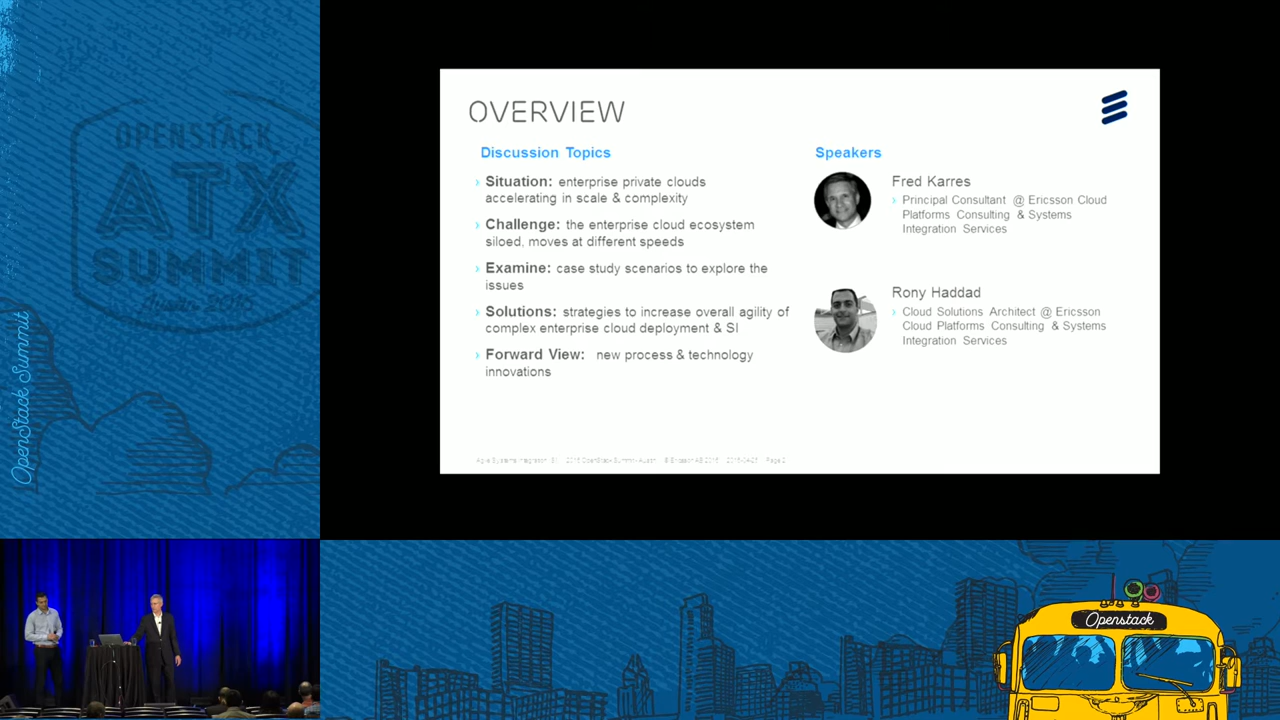 OPENSTACK
ATX
SUMMIT
OpenStack Summit
OVERVIEW
Discussion Topics
› Situation: enterprise private clouds
accelerating in scale & complexity
› Challenge: the enterprise cloud ecosystem
siloed, moves at different speeds
› Examine: case study scenarios to explore the
issues
› Solutions: strategies to increase overall agility of
complex enterprise cloud deployment & SI
› Forward View: new process & technology
innovations
Speakers
Fred Karres
› Principal Consultant @ Ericsson Cloud
Platforms Consulting & Systems
Integration Services
Rony Haddad
› Cloud Solutions Architect @ Ericsson
Cloud Platforms Consulting & Systems
Integration Services
Openstack